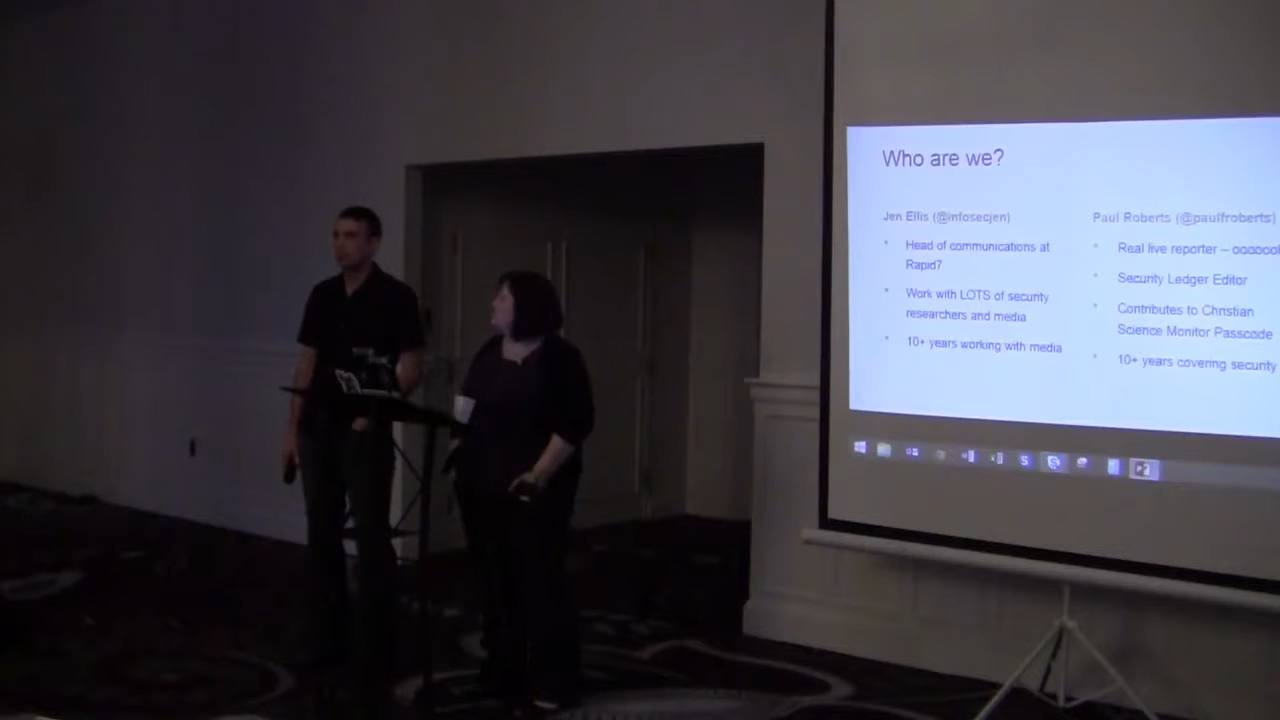 Who are we?
Jen Ellis (@infosecjen)
Head of communications at
Rapid7
Work with LOTS of security
researchers and media
10+ years working with media
Paul Roberts (@paulfroberts)
Real live reporter –
Security Ledger Editor
Contributes to Christian
Science Monitor Passcode
10+ years covering security